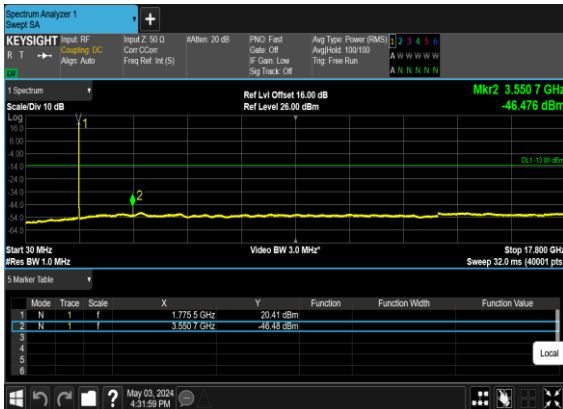 Spectrum Analyzer 1
Swept SA
KEYSIGHT Input: RF Input Z: 50 Ω #Atten: 20 dB PNO: Fast Avg Type: Power (RMS) 1 2 3 4 5 6
R T Coupling: DC Corr CCorr Gate: Off Avg|Hold: 100/100 A W W W W W
Align: Auto Freq Ref: Int (S) IF Gain: Low Trig: Free Run
Sig Track: Off A N N N N N
1 Spectrum
Mkr2 3.550 7 GHz
Ref Lvl Offset 16.00 dB
Scale/Div 10 dB Ref Level 26.00 dBm -46.476 dBm
Log
16.0
6.00
-4.00
-14.0
-24.0
-34.0
-44.0
-54.0
-64.0
1
DL1 -13.00 dBm
2
Start 30 MHz Video BW 3.0 MHz* Stop 17.800 GHz
#Res BW 1.0 MHz Sweep 32.0 ms (40001 pts)
5 Marker Table
Mode Trace Scale X Y Function Function Width Function Value
1 N 1 f 1.775 5 GHz 20.41 dBm
2 N 1 f 3.550 7 GHz -46.48 dBm
3
4
5
6
Local
May 03, 2024
4:31:59 PM